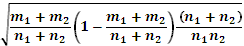 √((m₁ + m₂)/(n₁ + n₂) (1 − (m₁ + m₂)/(n₁ + n₂)) (n₁ + n₂)/(n₁n₂))